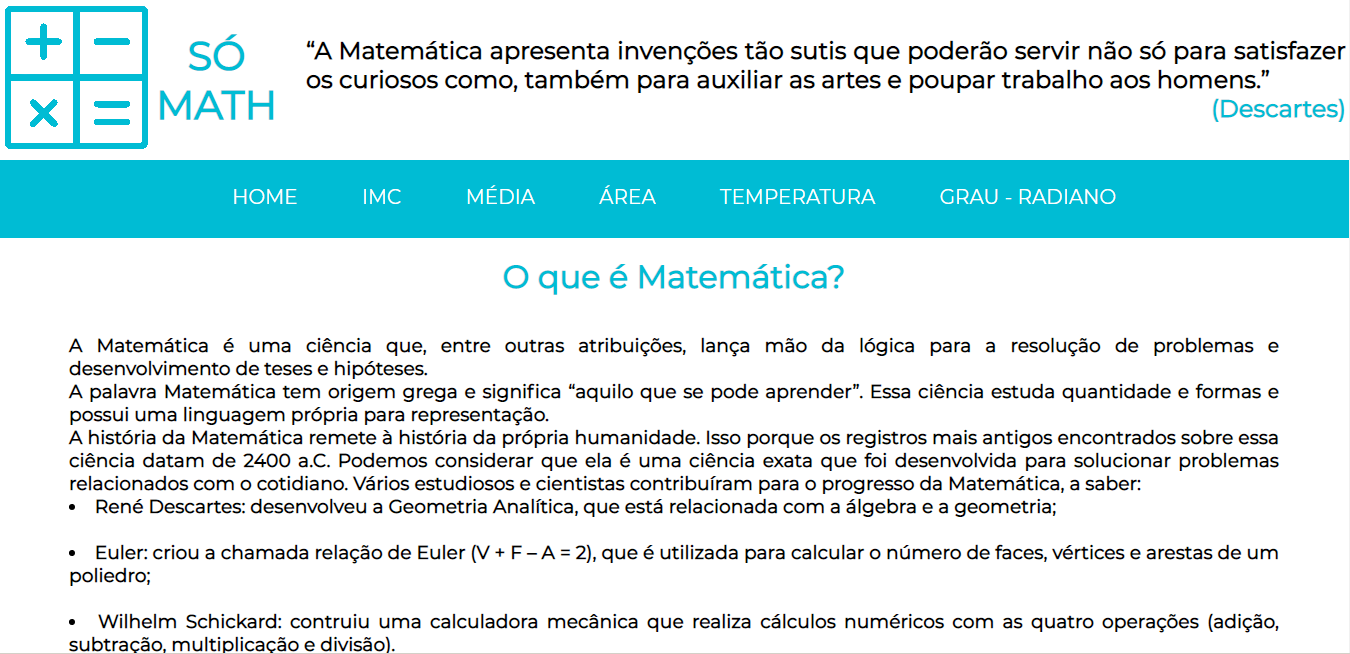 SÓ
MATH
“A Matemática apresenta invenções tão sutis que poderão servir não só para satisfazer
os curiosos como, também para auxiliar as artes e poupar trabalho aos homens.”
(Descartes)
HOME IMC MÉDIA ÁREA TEMPERATURA GRAU - RADIANO
O que é Matemática?
A Matemática é uma ciência que, entre outras atribuições, lança mão da lógica para a resolução de problemas e
desenvolvimento de teses e hipóteses.
A palavra Matemática tem origem grega e significa “aquilo que se pode aprender”. Essa ciência estuda quantidade e formas e
possui uma linguagem própria para representação.
A história da Matemática remete à história da própria humanidade. Isso porque os registros mais antigos encontrados sobre essa
ciência datam de 2400 a.C. Podemos considerar que ela é uma ciência exata que foi desenvolvida para solucionar problemas
relacionados com o cotidiano. Vários estudiosos e cientistas contribuíram para o progresso da Matemática, a saber:
• René Descartes: desenvolveu a Geometria Analítica, que está relacionada com a álgebra e a geometria;
• Euler: criou a chamada relação de Euler (V + F – A = 2), que é utilizada para calcular o número de faces, vértices e arestas de um
poliedro;
• Wilhelm Schickard: contruiu uma calculadora mecânica que realiza cálculos numéricos com as quatro operações (adição,
subtração, multiplicação e divisão).